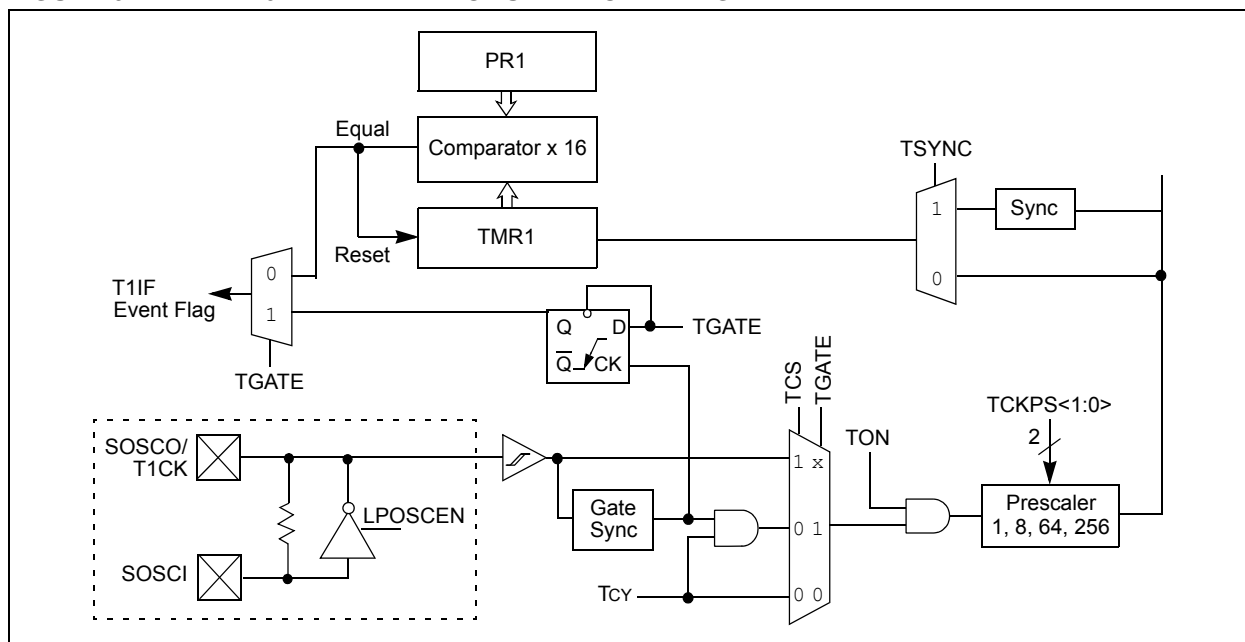 PR1
Equal
Comparator x 16
TSYNC
1
Sync
Reset
TMR1
0
0
T1IF
Event Flag
1
Q
D
TGATE
Q
CK
TGATE
TCS
TGATE
TCKPS<1:0>
2
SOSCO/
T1CK
TON
1 x
LPOSCEN
Gate
Sync
0 1
Prescaler
1, 8, 64, 256
SOSCI
TCY
0 0